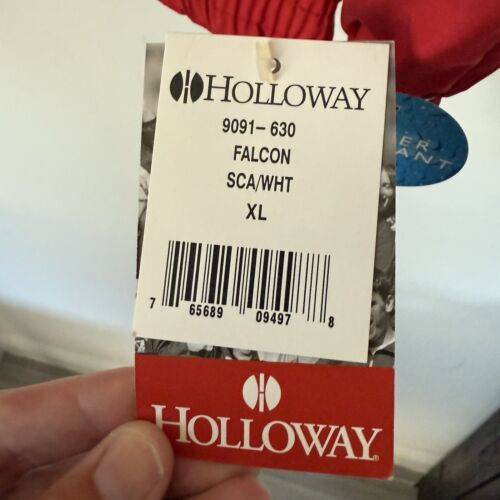 HOLLOWAY
9091-630
FALCON
SCA/WHT
XL
7 65689 09497 8
HOLLOWAY®